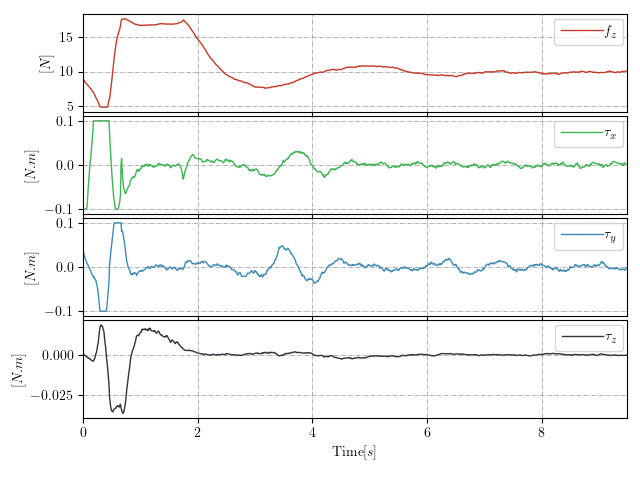 15
10
5
[N]
f_z
0.1
0.0
−0.1
[N.m]
τ_x
0.1
0.0
−0.1
[N.m]
τ_y
0.000
−0.025
[N.m]
τ_z
0 2 4 6 8
Time[s]